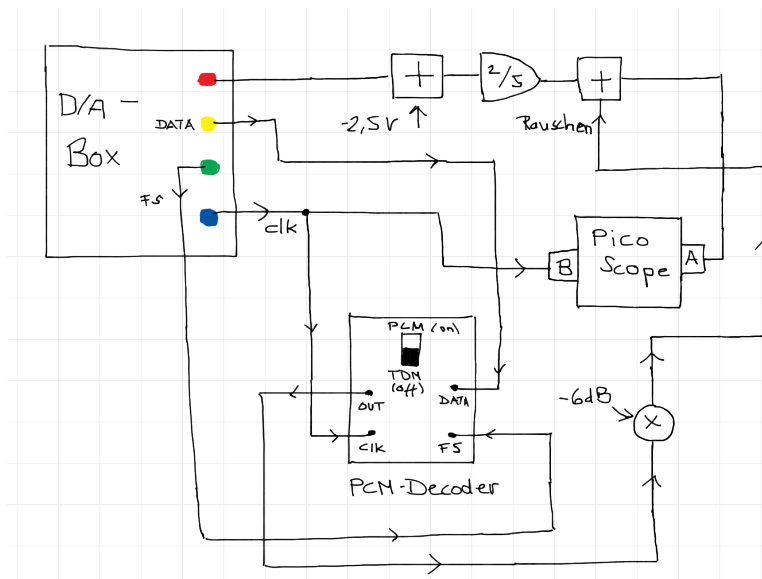 D/A-
Box
DATA
FS
clk
+
-2,5V
2/5
+
Rauschen
Pico
Scope
B
A
PCM (on)
TDM
(off)
OUT
DATA
Clk
FS
PCM-Decoder
-6dB
x